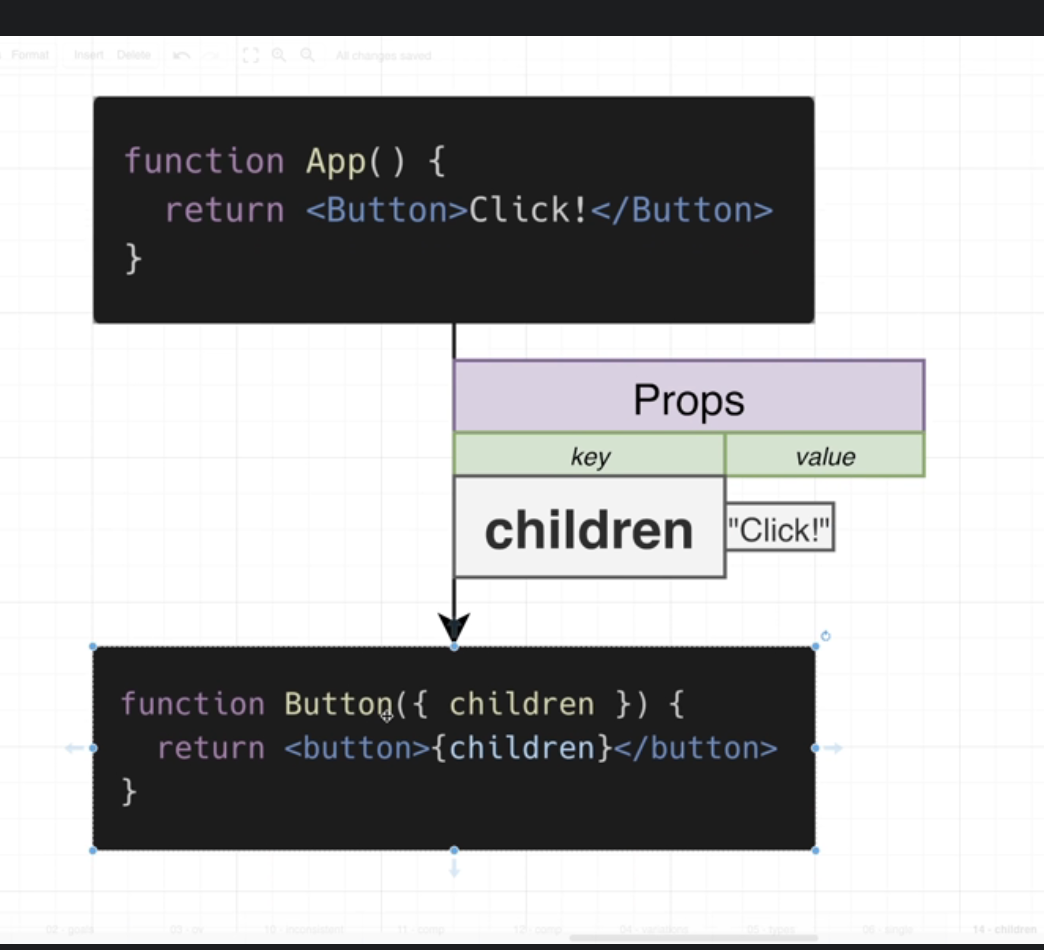 Format Insert Delete All changes saved
function App() {
return <Button>Click!</Button>
}
Props
key value
children "Click!"
function Button({ children }) {
return <button>{children}</button>
}
02 - goals 03 - cv 10 - inconsistent 11 - comp 12 - comp 04 - variations 05 - types 06 - single 14 - children